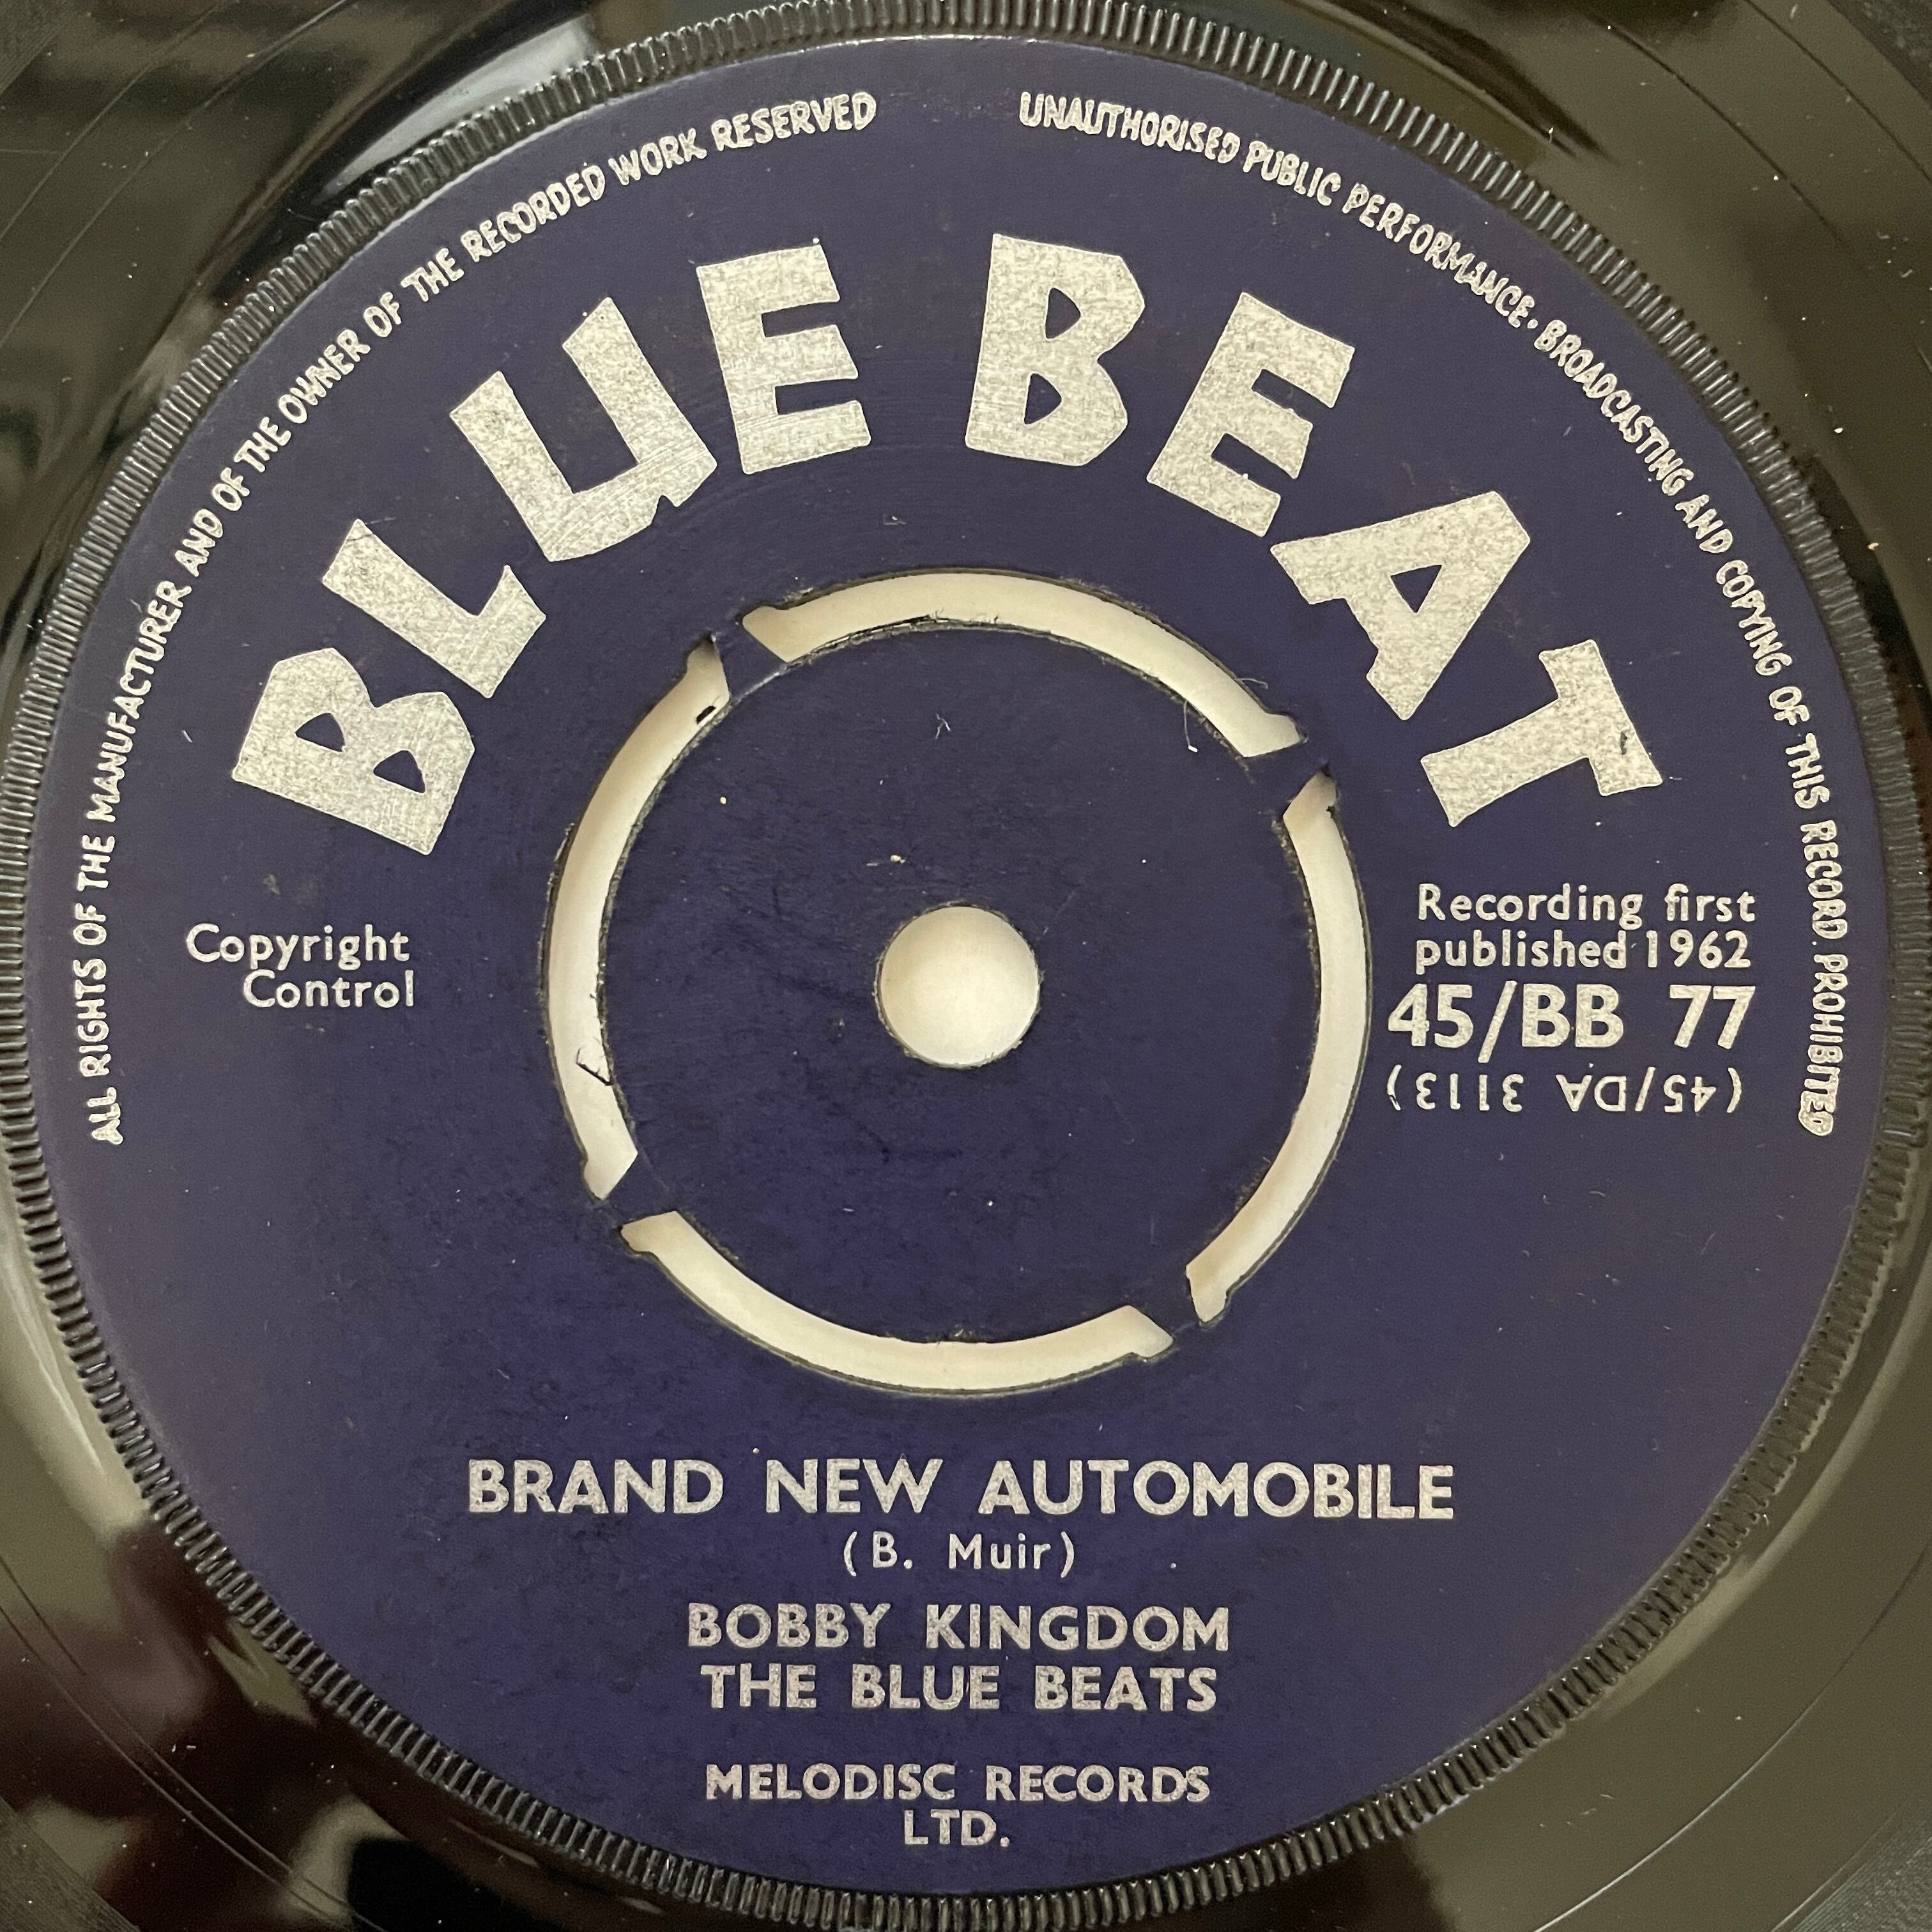 ALL RIGHTS OF THE MANUFACTURER AND OF THE OWNER OF THE RECORDED WORK RESERVED
UNAUTHORISED PUBLIC PERFORMANCE. BROADCASTING AND COPYING OF THIS RECORD PROHIBITED
BLUE BEAT
Copyright
Control
Recording first
published 1962
45/BB 77
(45/DA 3113)
BRAND NEW AUTOMOBILE
(B. Muir)
BOBBY KINGDOM
THE BLUE BEATS
MELODISC RECORDS
LTD.